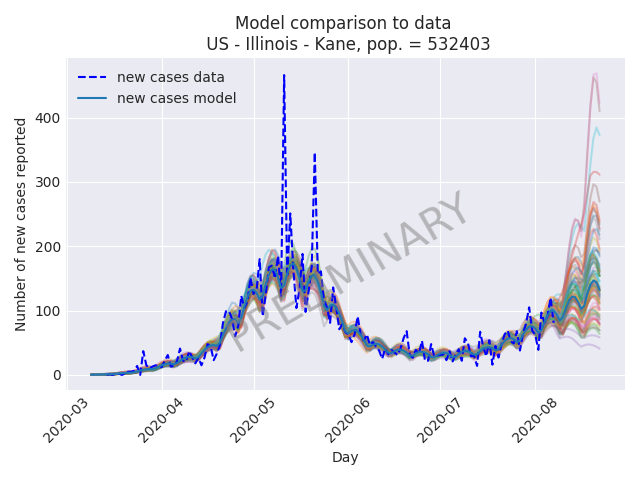 Model comparison to data
US - Illinois - Kane, pop. = 532403
new cases data
new cases model
Number of new cases reported
400
300
200
100
0
PRELIMINARY
2020-03
2020-04
2020-05
2020-06
2020-07
2020-08
Day